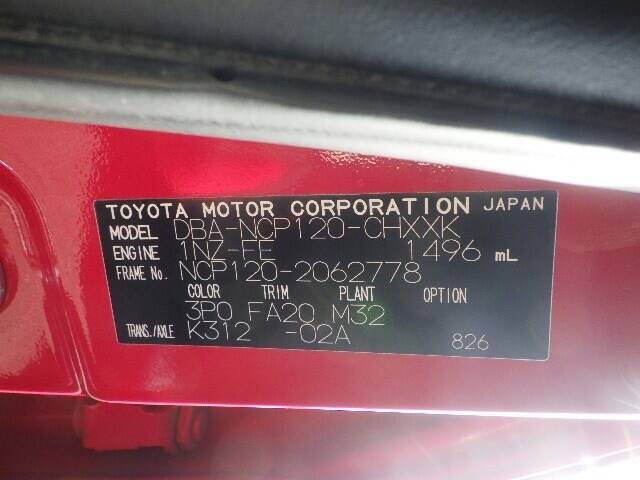 TOYOTA MOTOR CORPORATION JAPAN
MODEL DBA-NCP120-CHXXK
ENGINE 1NZ-FE 1496 mL
FRAME No. NCP120-2062778
COLOR TRIM PLANT OPTION
3P0 FA20 M32
TRANS./AXLE K312 -02A 826